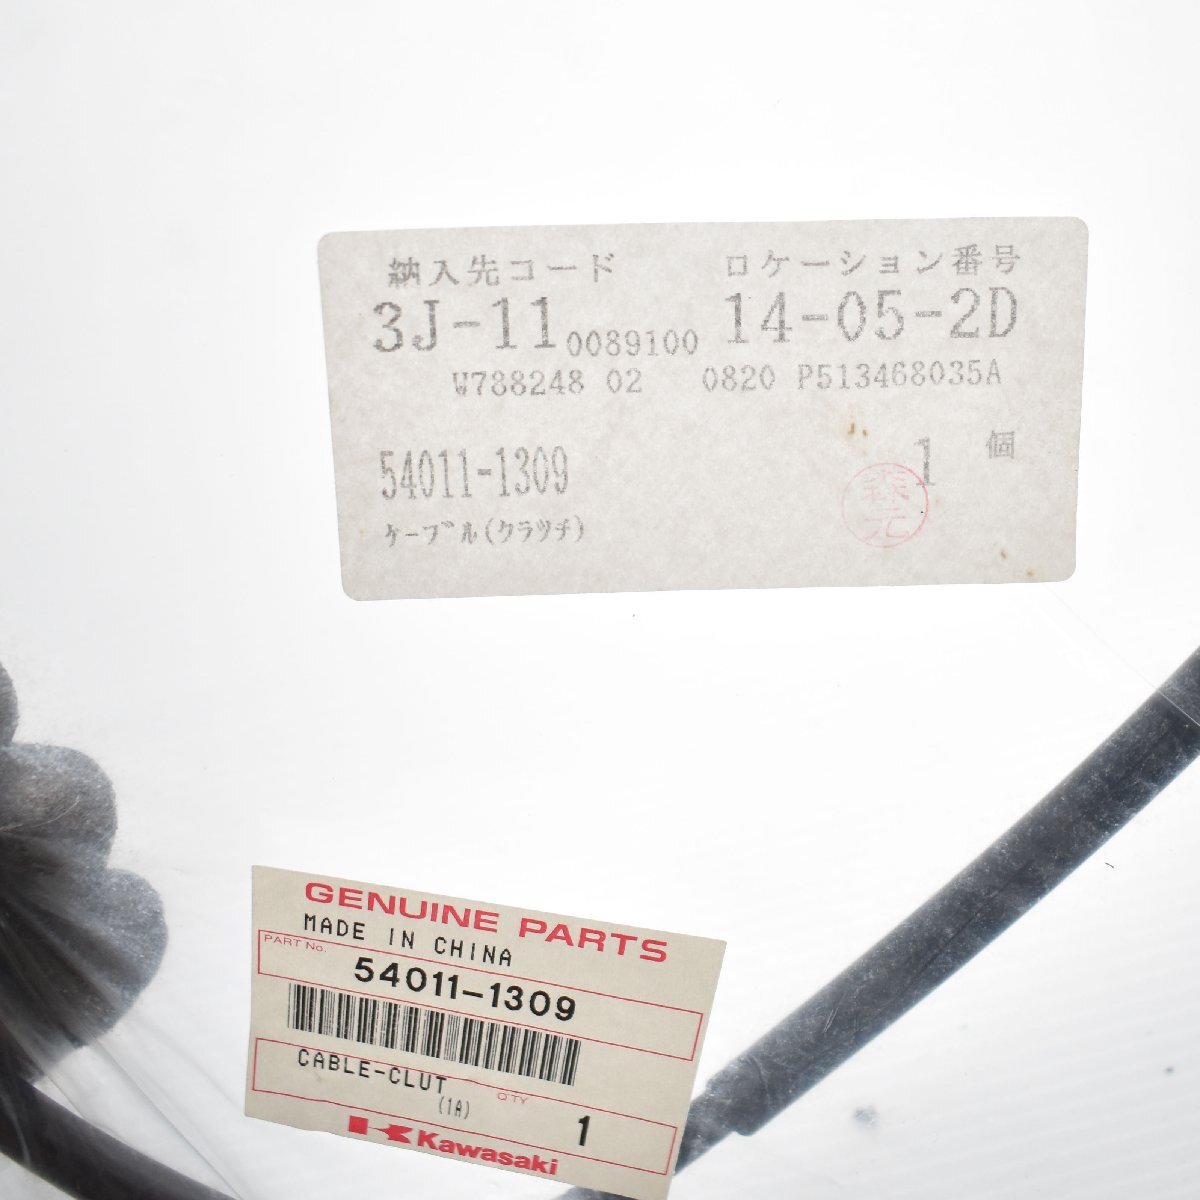 納入先コード ロケーション番号
3J-11 0089100 14-05-2D
W788248 02 0820 P513468035A
54011-1309 1 個
ケーブル(クラツチ)
GENUINE PARTS
MADE IN CHINA
PART No.
54011-1309
CABLE-CLUT
(1A)
Q'TY 1
Kawasaki